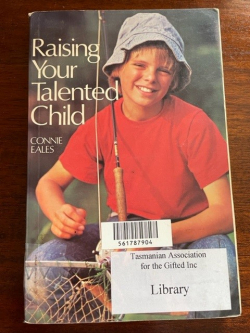 Raising
Your
Talented
Child
CONNIE
EALES
561787904
Tasmanian Association
for the Gifted Inc
Library